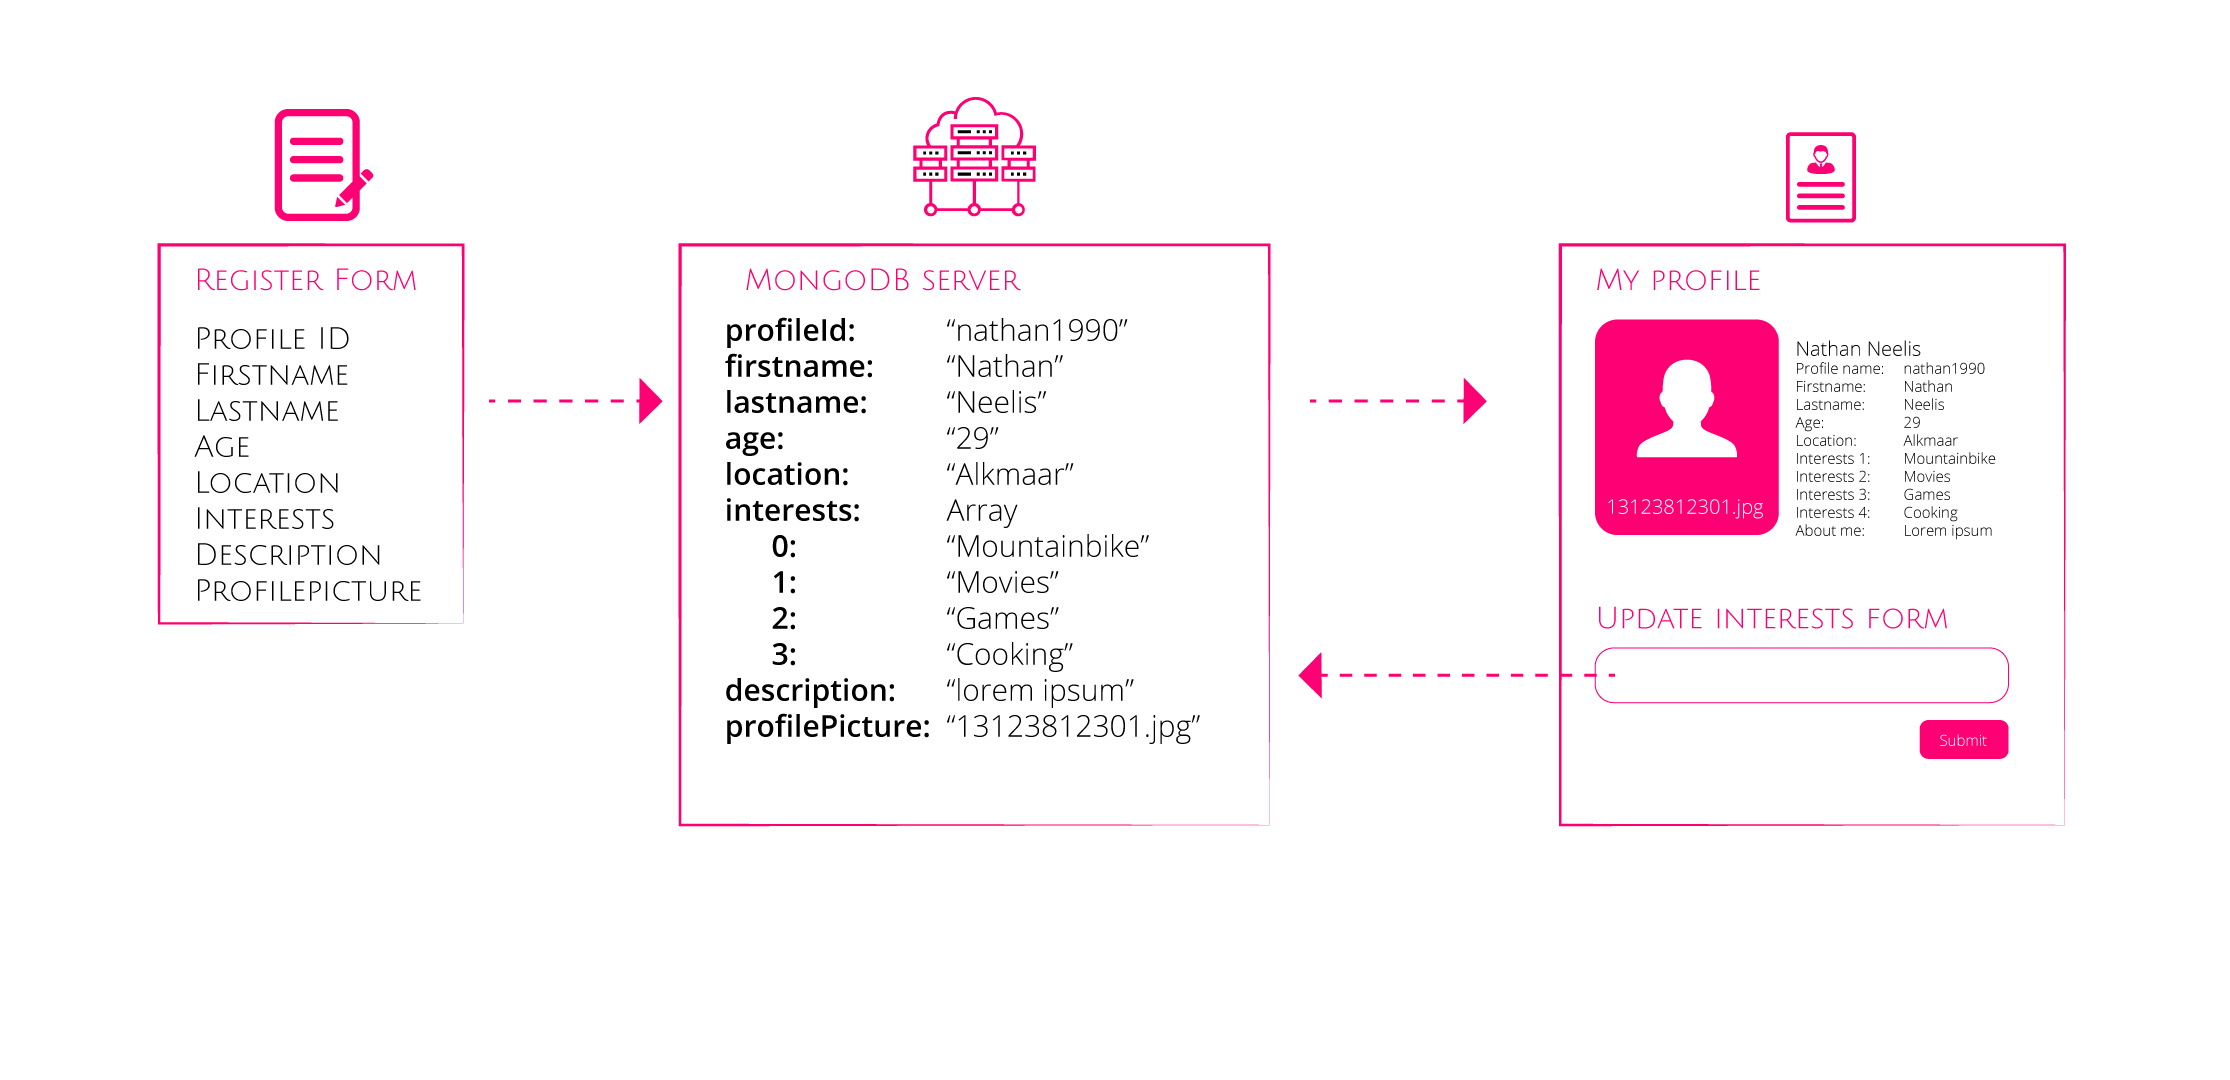 Register Form
Profile ID
Firstname
Lastname
Age
Location
Interests
Description
Profilepicture
MongoDB server
profileId: “nathan1990”
firstname: “Nathan”
lastname: “Neelis”
age: “29”
location: “Alkmaar”
interests: Array
0: “Mountainbike”
1: “Movies”
2: “Games”
3: “Cooking”
description: “lorem ipsum”
profilePicture: “13123812301.jpg”
My profile
13123812301.jpg
Nathan Neelis
Profile name: nathan1990
Firstname: Nathan
Lastname: Neelis
Age: 29
Location: Alkmaar
Interests 1: Mountainbike
Interests 2: Movies
Interests 3: Games
Interests 4: Cooking
About me: Lorem ipsum
Update interests form
Submit